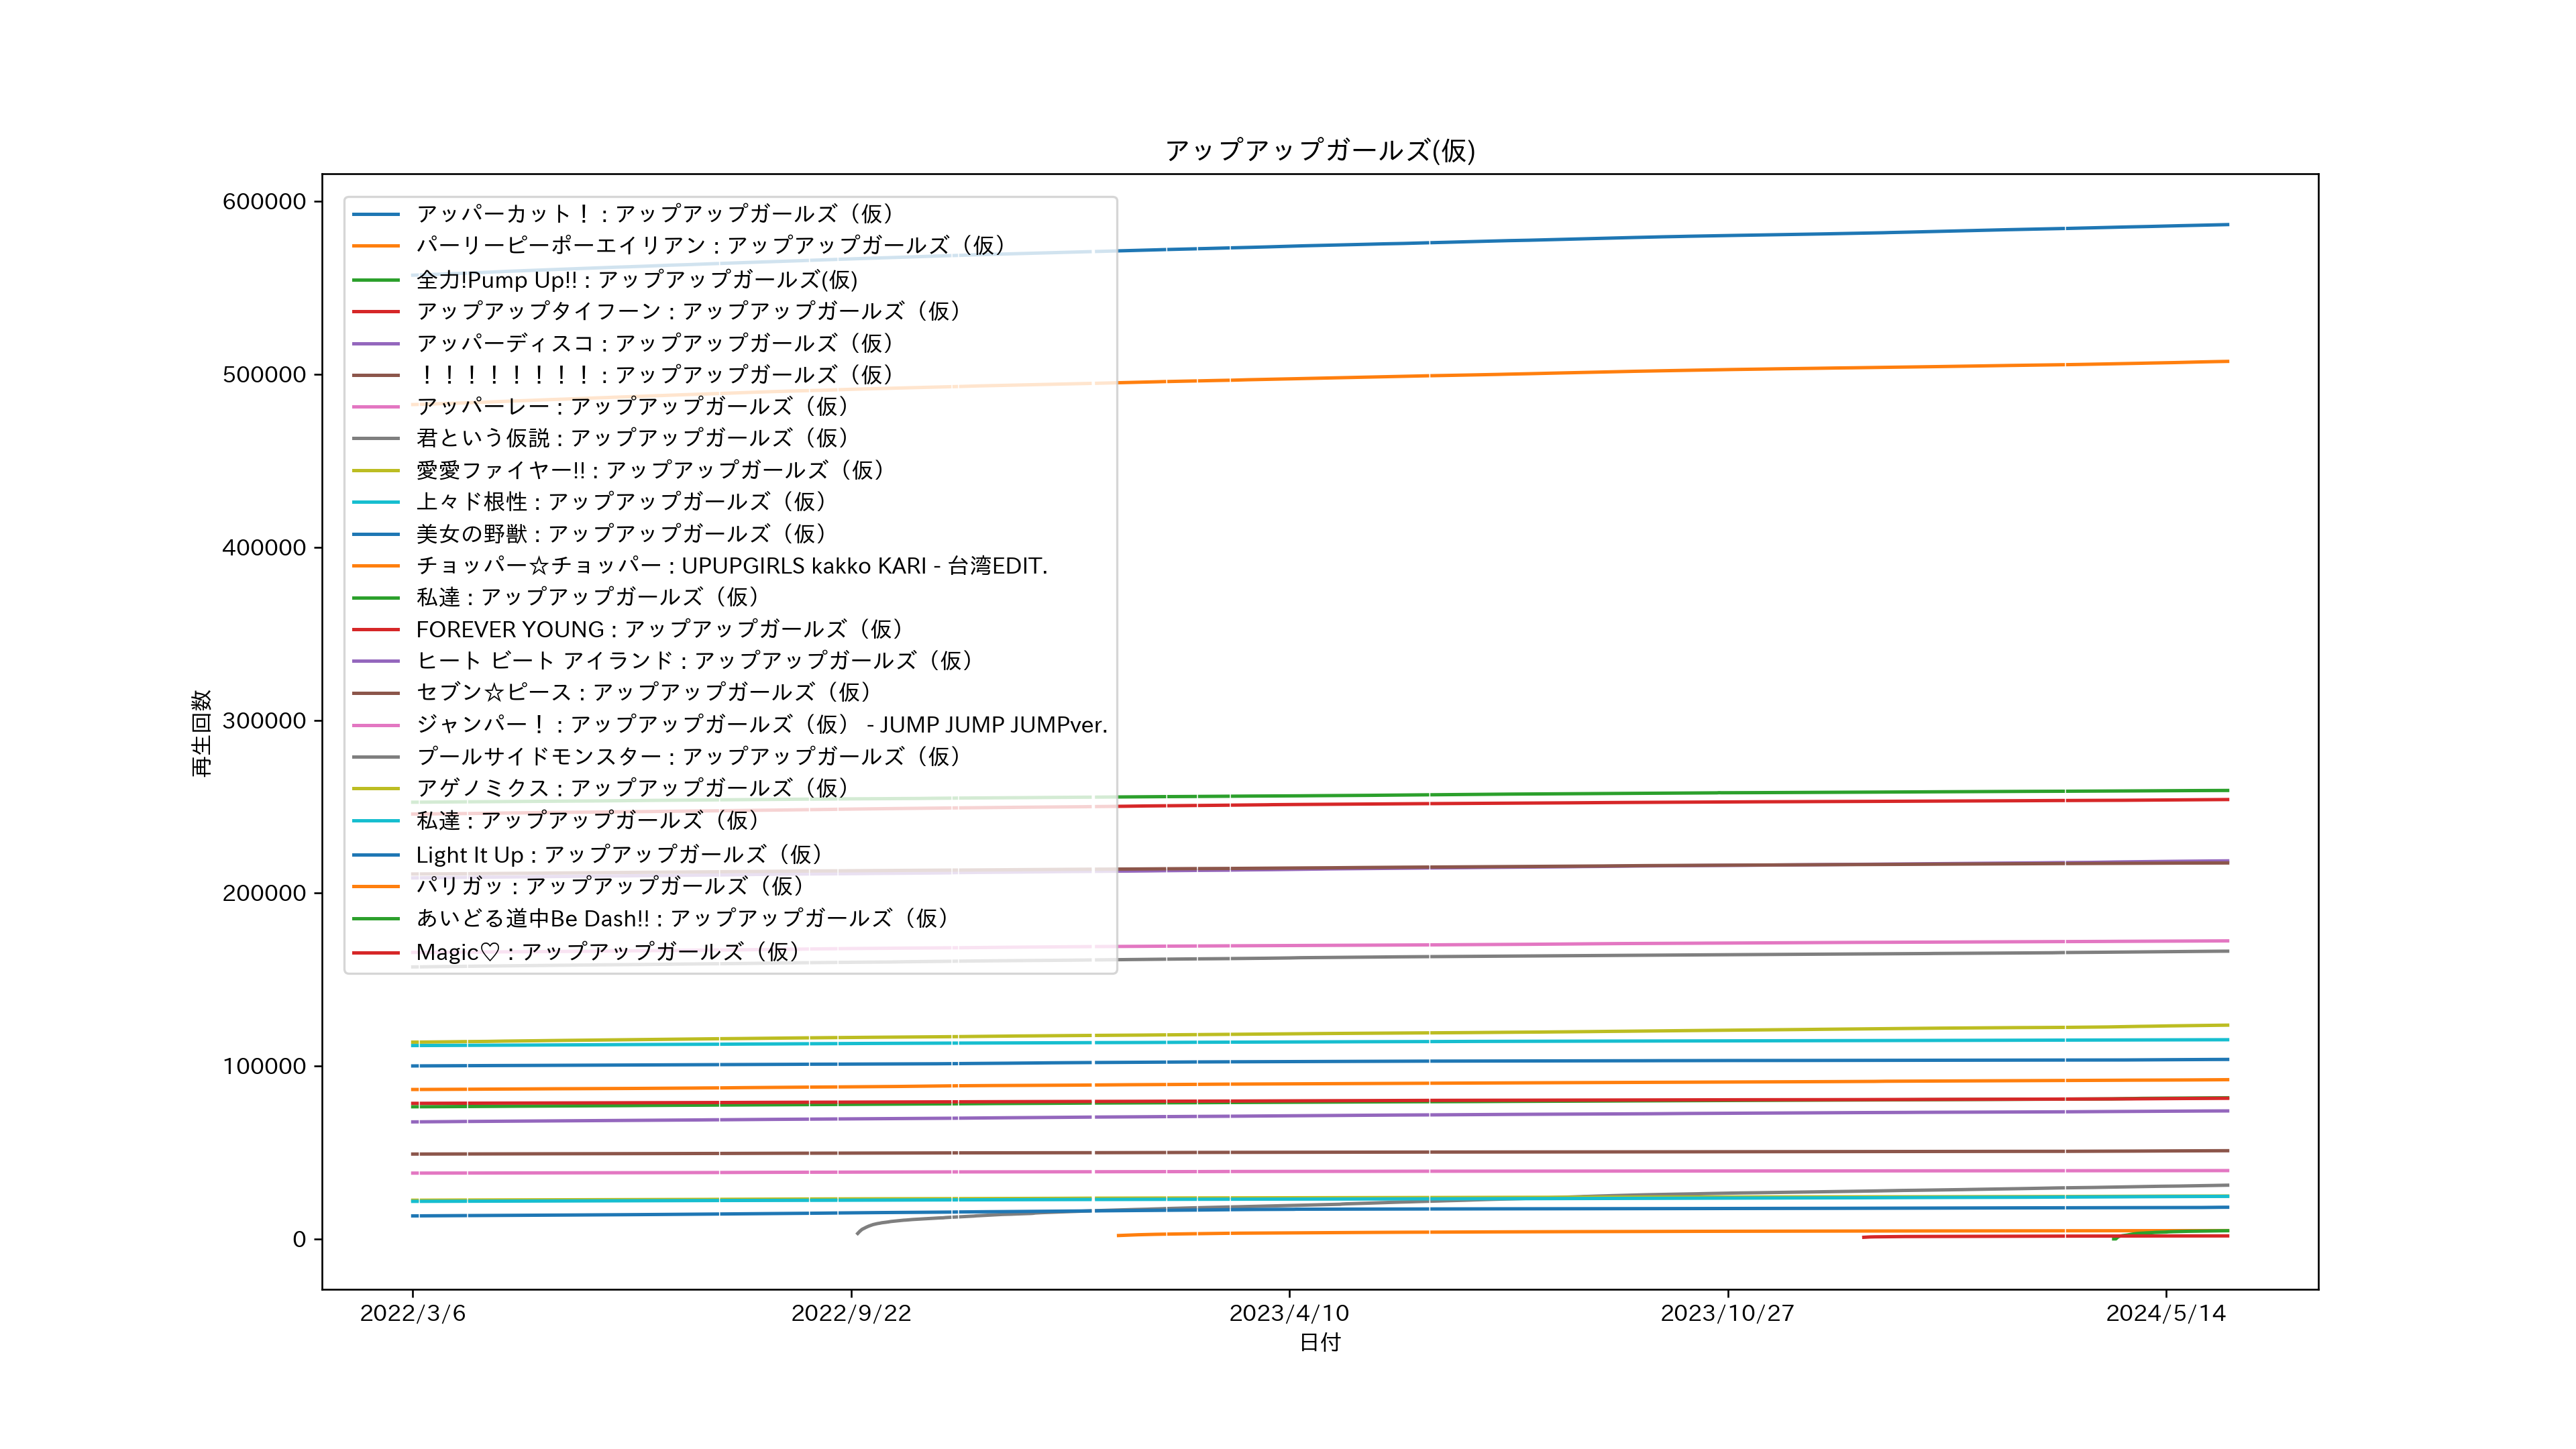 アップアップガールズ(仮)
600000
500000
400000
300000
200000
100000
0
再生回数
アッパーカット！ : アップアップガールズ（仮）
パーリーピーポーエイリアン : アップアップガールズ（仮）
全力!Pump Up!! : アップアップガールズ(仮)
アップアップタイフーン : アップアップガールズ（仮）
アッパーディスコ : アップアップガールズ（仮）
！！！！！！！！ : アップアップガールズ（仮）
アッパーレー : アップアップガールズ（仮）
君という仮説 : アップアップガールズ（仮）
愛愛ファイヤー!! : アップアップガールズ（仮）
上々ド根性 : アップアップガールズ（仮）
美女の野獣 : アップアップガールズ（仮）
チョッパー☆チョッパー : UPUPGIRLS kakko KARI - 台湾EDIT.
私達 : アップアップガールズ（仮）
FOREVER YOUNG : アップアップガールズ（仮）
ヒート ビート アイランド : アップアップガールズ（仮）
セブン☆ピース : アップアップガールズ（仮）
ジャンパー！ : アップアップガールズ（仮） - JUMP JUMP JUMPver.
プールサイドモンスター : アップアップガールズ（仮）
アゲノミクス : アップアップガールズ（仮）
私達 : アップアップガールズ（仮）
Light It Up : アップアップガールズ（仮）
パリガッ : アップアップガールズ（仮）
あいどる道中Be Dash!! : アップアップガールズ（仮）
Magic♡ : アップアップガールズ（仮）
2022/3/6
2022/9/22
2023/4/10
2023/10/27
2024/5/14
日付